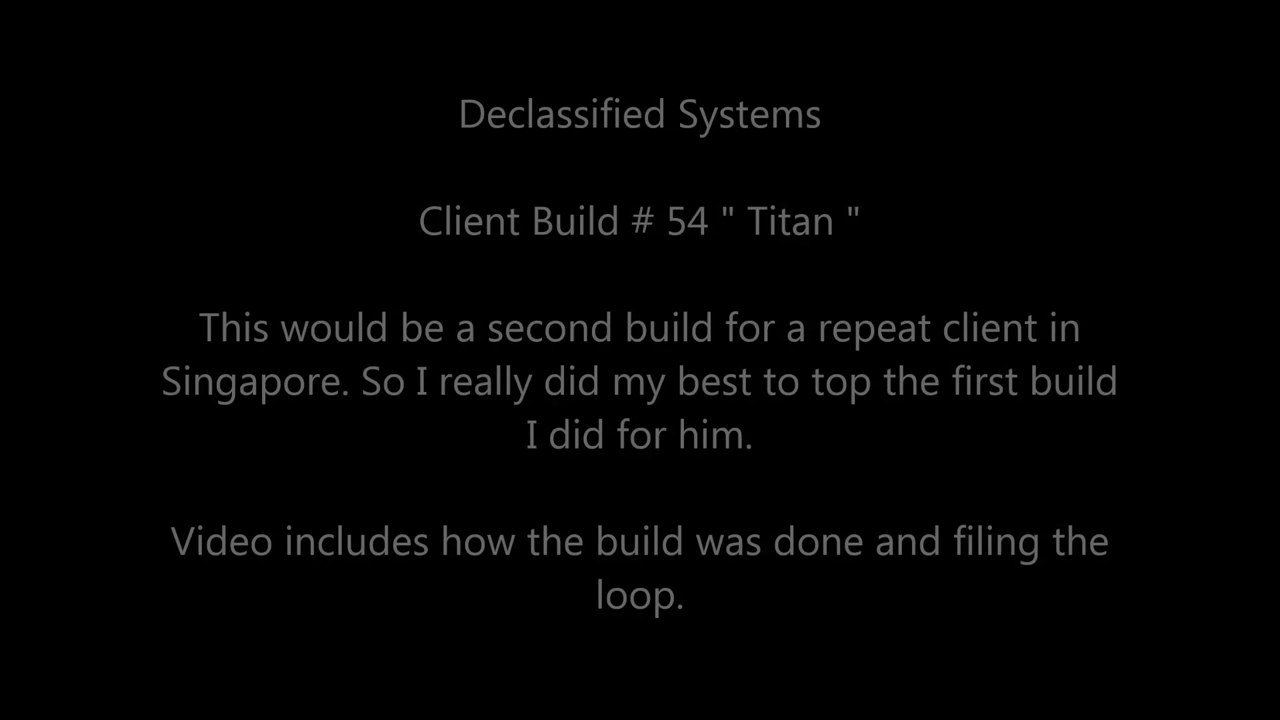 Declassified Systems
Client Build # 54 " Titan "
This would be a second build for a repeat client in
Singapore. So I really did my best to top the first build
I did for him.
Video includes how the build was done and filing the
loop.